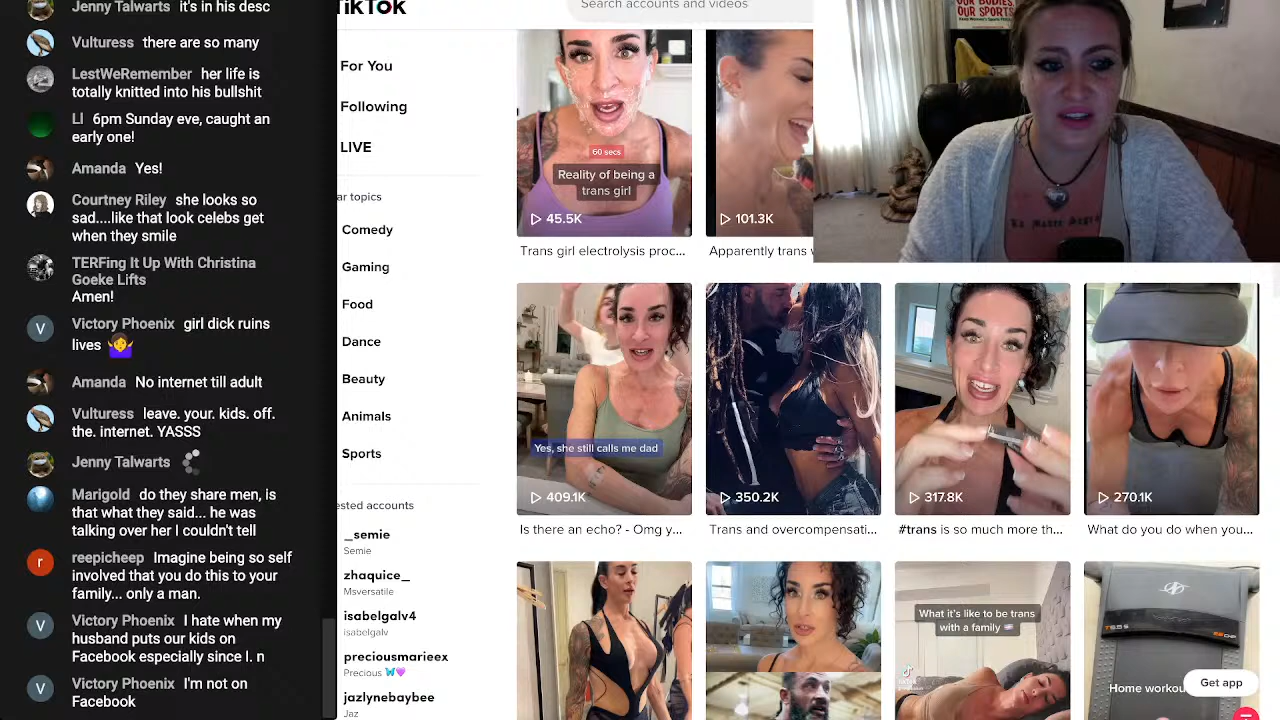 Jenny Talwarts it's in his desc
Vulturess there are so many
LestWeRemember her life is
totally knitted into his bullshit
Ll 6pm Sunday eve, caught an
early one!
Amanda Yes!
Courtney Riley she looks so
sad....like that look celebs get
when they smile
TERFing It Up With Christina
Goeke Lifts
Amen!
V
Victory Phoenix girl dick ruins
lives 🤷‍♀️
Amanda No internet till adult
Vulturess leave. your. kids. off.
the. internet. YASSS
Jenny Talwarts
Marigold do they share men, is
that what they said... he was
talking over her I couldn't tell
r
reepicheep Imagine being so self
involved that you do this to your
family... only a man.
V
Victory Phoenix I hate when my
husband puts our kids on
Facebook especially since I. n
V
Victory Phoenix I'm not on
Facebook
TikTok
Search accounts and videos
For You
Following
LIVE
ar topics
Comedy
Gaming
Food
Dance
Beauty
Animals
Sports
ested accounts
_semie
Semie
zhaquice_
Msversatile
isabelgalv4
isabelgalv
preciousmarieex
Precious 🦋💜
jazlynebaybee
Jaz
60 secs
Reality of being a
trans girl
45.5K
Trans girl electrolysis proc...
101.3K
Apparently trans w
OUR BODIES
OUR SPORTS
Yes, she still calls me dad
409.1K
Is there an echo? - Omg y...
350.2K
Trans and overcompensati...
317.8K
#trans is so much more th...
270.1K
What do you do when you...
What it's like to be trans
with a family
Home workou
Get app